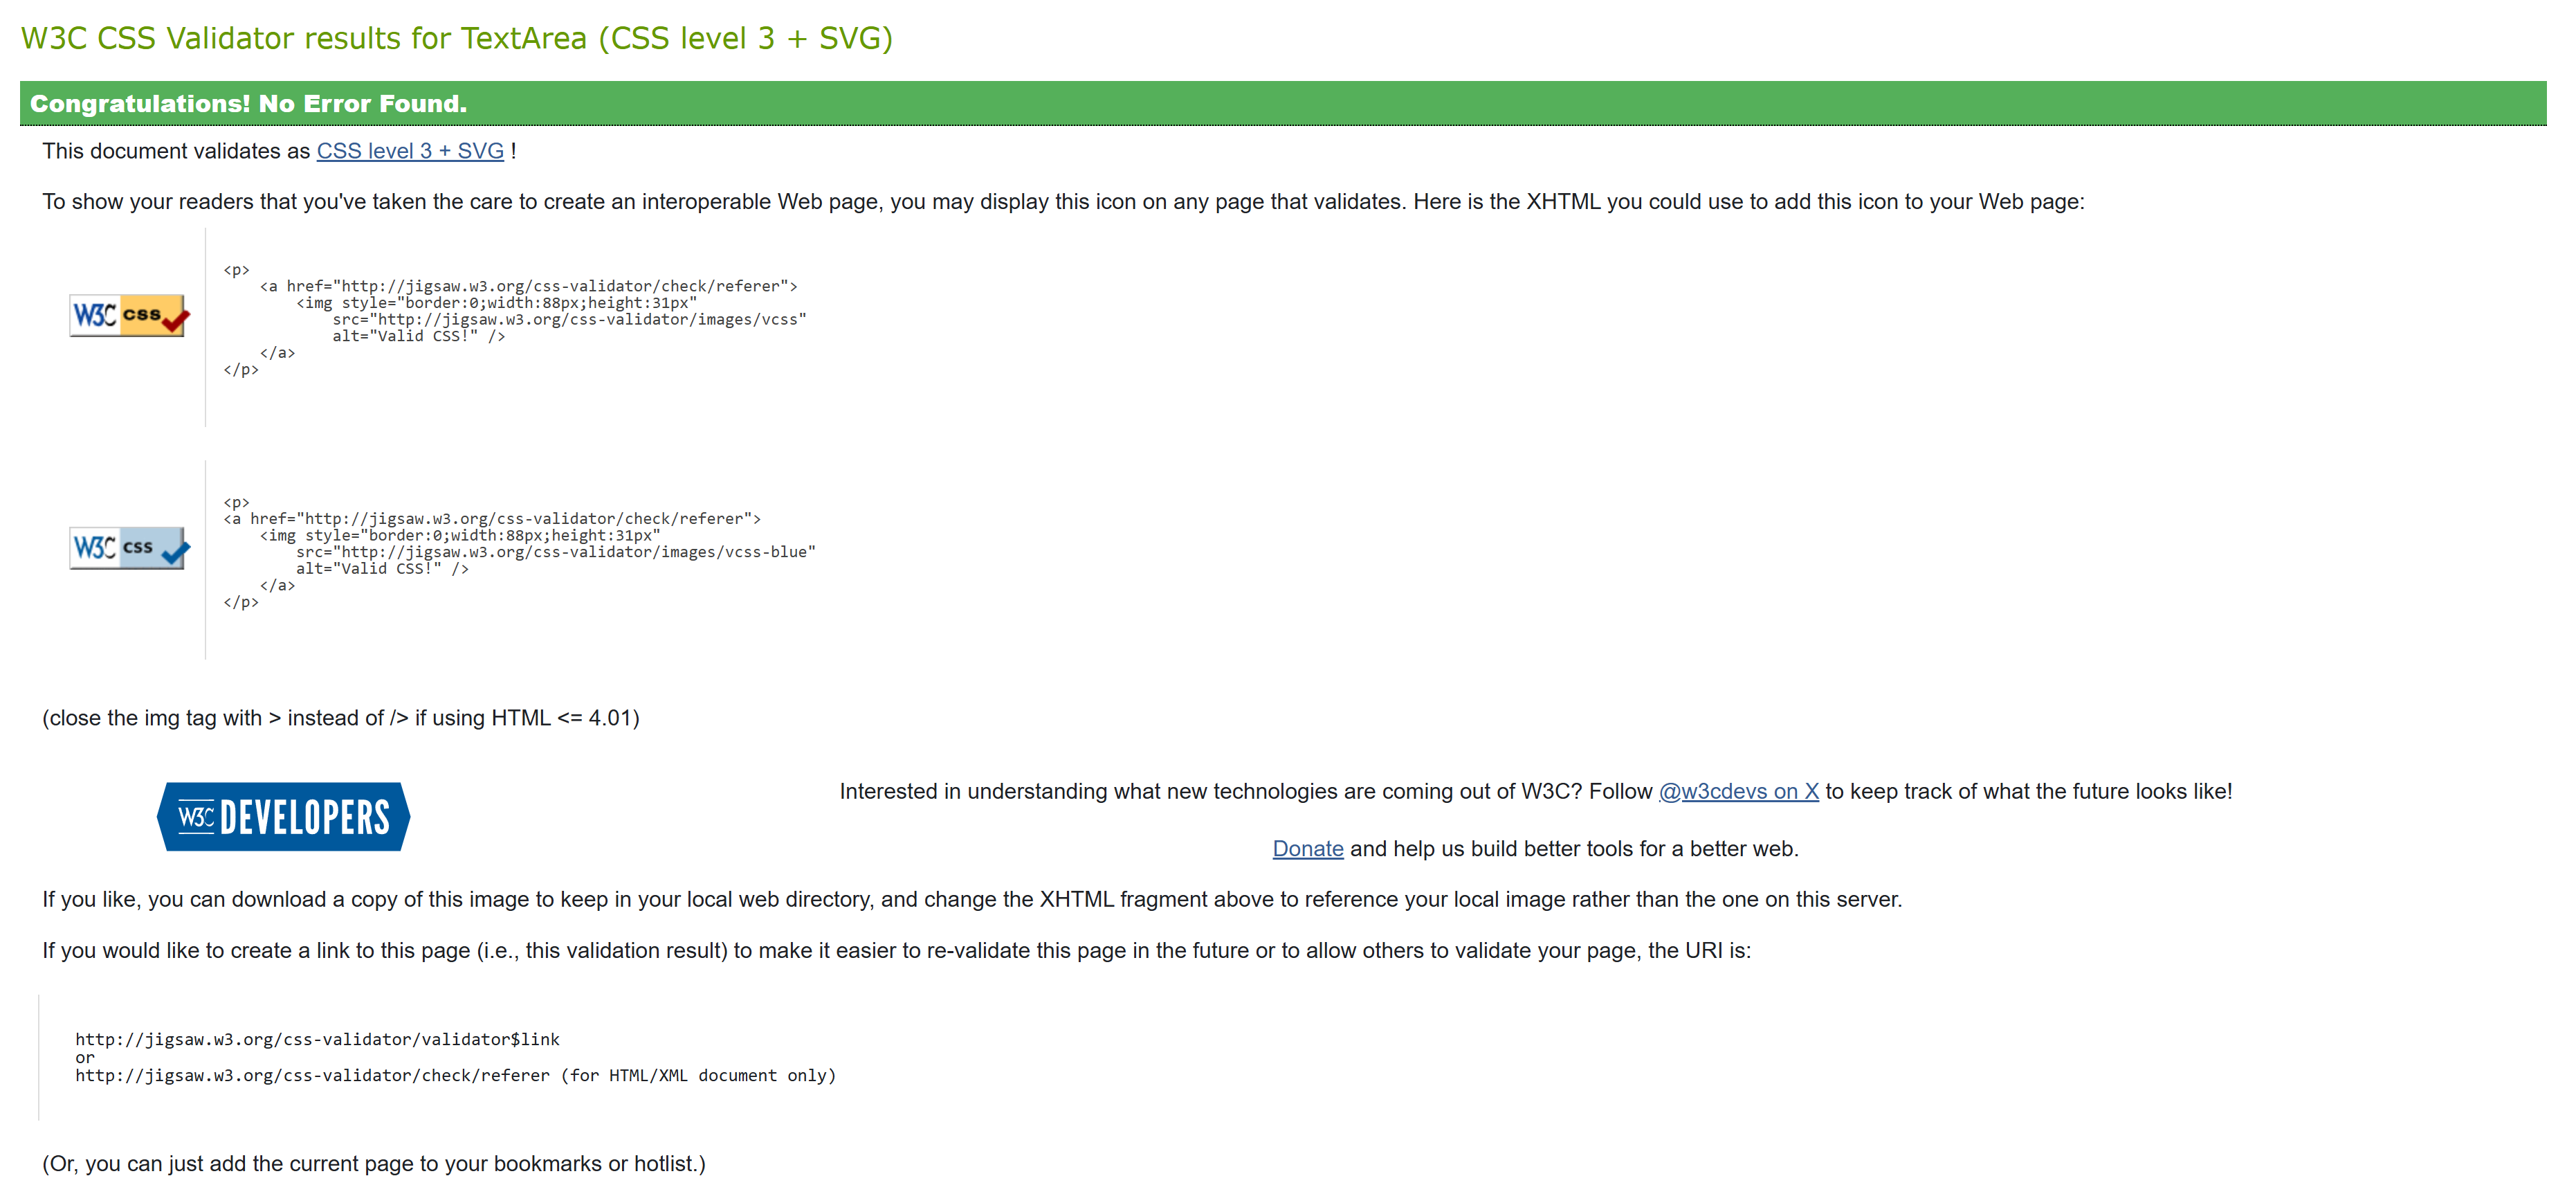 W3C CSS Validator results for TextArea (CSS level 3 + SVG)
Congratulations! No Error Found.
This document validates as CSS level 3 + SVG !
To show your readers that you've taken the care to create an interoperable Web page, you may display this icon on any page that validates. Here is the XHTML you could use to add this icon to your Web page:
W3C css
<p>
<a href="http://jigsaw.w3.org/css-validator/check/referer">
<img style="border:0;width:88px;height:31px"
src="http://jigsaw.w3.org/css-validator/images/vcss"
alt="Valid CSS!" />
</a>
</p>
W3C css
<p>
<a href="http://jigsaw.w3.org/css-validator/check/referer">
<img style="border:0;width:88px;height:31px"
src="http://jigsaw.w3.org/css-validator/images/vcss-blue"
alt="Valid CSS!" />
</a>
</p>
(close the img tag with > instead of /> if using HTML <= 4.01)
W3C DEVELOPERS
Interested in understanding what new technologies are coming out of W3C? Follow @w3cdevs on X to keep track of what the future looks like!
Donate and help us build better tools for a better web.
If you like, you can download a copy of this image to keep in your local web directory, and change the XHTML fragment above to reference your local image rather than the one on this server.
If you would like to create a link to this page (i.e., this validation result) to make it easier to re-validate this page in the future or to allow others to validate your page, the URI is:
http://jigsaw.w3.org/css-validator/validator$link
or
http://jigsaw.w3.org/css-validator/check/referer (for HTML/XML document only)
(Or, you can just add the current page to your bookmarks or hotlist.)